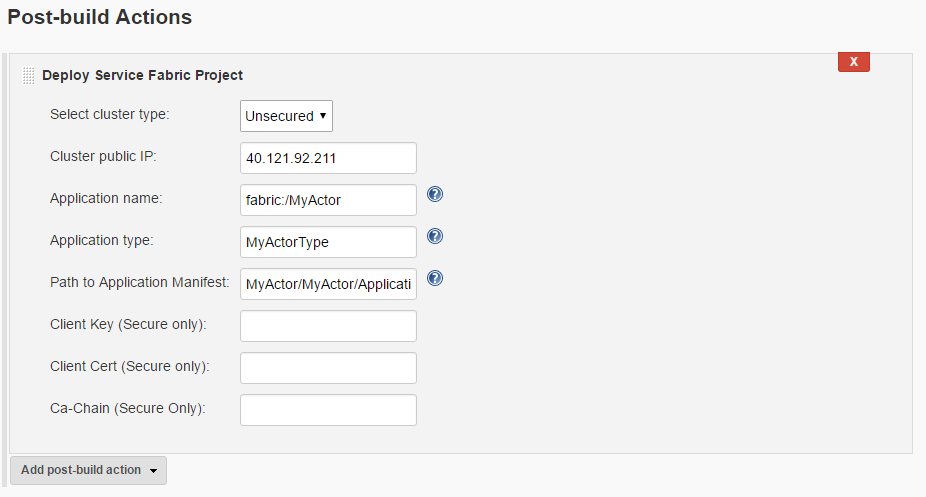 Post-build Actions
X
Deploy Service Fabric Project
Select cluster type: Unsecured
Cluster public IP: 40.121.92.211
Application name: fabric:/MyActor ?
Application type: MyActorType ?
Path to Application Manifest: MyActor/MyActor/Applicati ?
Client Key (Secure only):
Client Cert (Secure only):
Ca-Chain (Secure Only):
Add post-build action